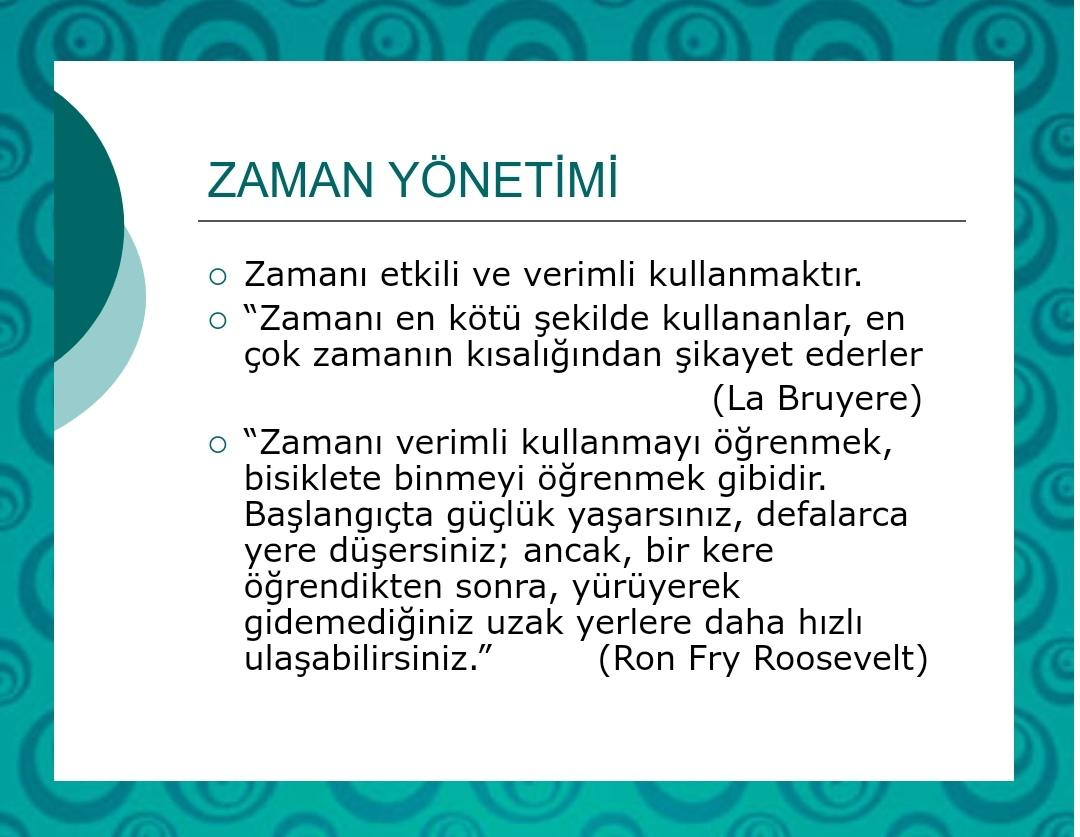 ZAMAN YÖNETİMİ
Zamanı etkili ve verimli kullanmaktır.
“Zamanı en kötü şekilde kullananlar, en
çok zamanın kısalığından şikayet ederler
(La Bruyere)
“Zamanı verimli kullanmayı öğrenmek,
bisiklete binmeyi öğrenmek gibidir.
Başlangıçta güçlük yaşarsınız, defalarca
yere düşersiniz; ancak, bir kere
öğrendikten sonra, yürüyerek
gidemediğiniz uzak yerlere daha hızlı
ulaşabilirsiniz.” (Ron Fry Roosevelt)